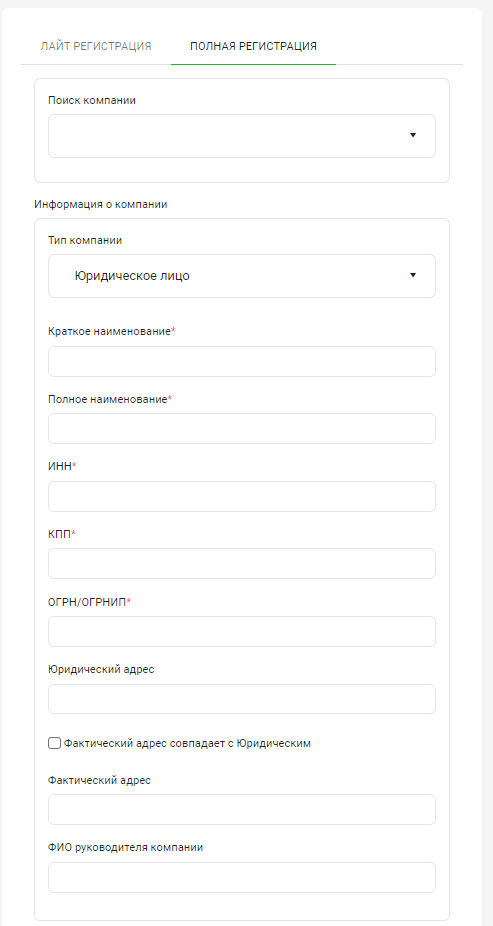 ЛАЙТ РЕГИСТРАЦИЯ ПОЛНАЯ РЕГИСТРАЦИЯ
Поиск компании
Информация о компании
Тип компании
Юридическое лицо
Краткое наименование*
Полное наименование*
ИНН*
КПП*
ОГРН/ОГРНИП*
Юридический адрес
Фактический адрес совпадает с Юридическим
Фактический адрес
ФИО руководителя компании